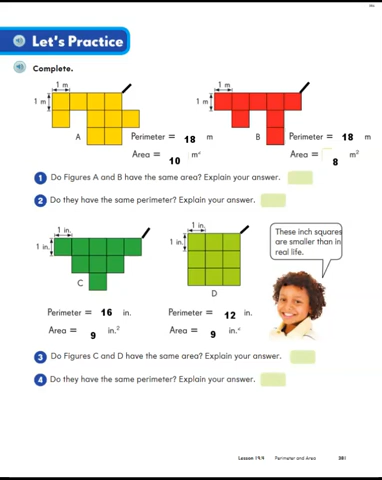 Let's Practice
Complete.
1 m
1 m
1 m
1 m
A
Perimeter = 18 m
Area = 10 m²
B
Perimeter = 18 m
Area = 8 m²
1 Do Figures A and B have the same area? Explain your answer.
2 Do they have the same perimeter? Explain your answer.
1 in.
1 in.
1 in.
1 in.
C
D
These inch squares
are smaller than in
real life.
Perimeter = 16 in.
Area = 9 in.²
Perimeter = 12 in.
Area = 9 in.²
3 Do Figures C and D have the same area? Explain your answer.
4 Do they have the same perimeter? Explain your answer.
Lesson 19.4 Perimeter and Area 381